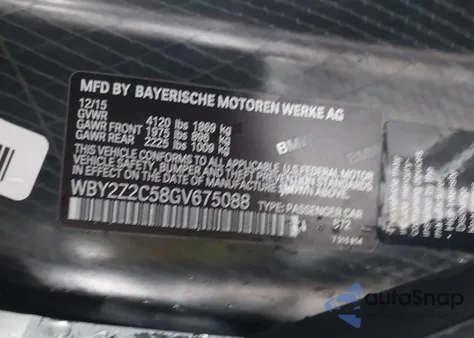 MFD BY BAYERISCHE MOTOREN WERKE AG
12/15
GVWR 4120 lbs 1869 kg
GAWR FRONT 1975 lbs 896 kg
GAWR REAR 2225 lbs 1009 kg
THIS VEHICLE CONFORMS TO ALL APPLICABLE U.S. FEDERAL MOTOR
VEHICLE SAFETY, BUMPER, AND THEFT PREVENTION STANDARDS
IN EFFECT ON THE DATE OF MANUFACTURE SHOWN ABOVE.
WBY2Z2C58GV675088 TYPE: PASSENGER CAR
BMW
autoSnap